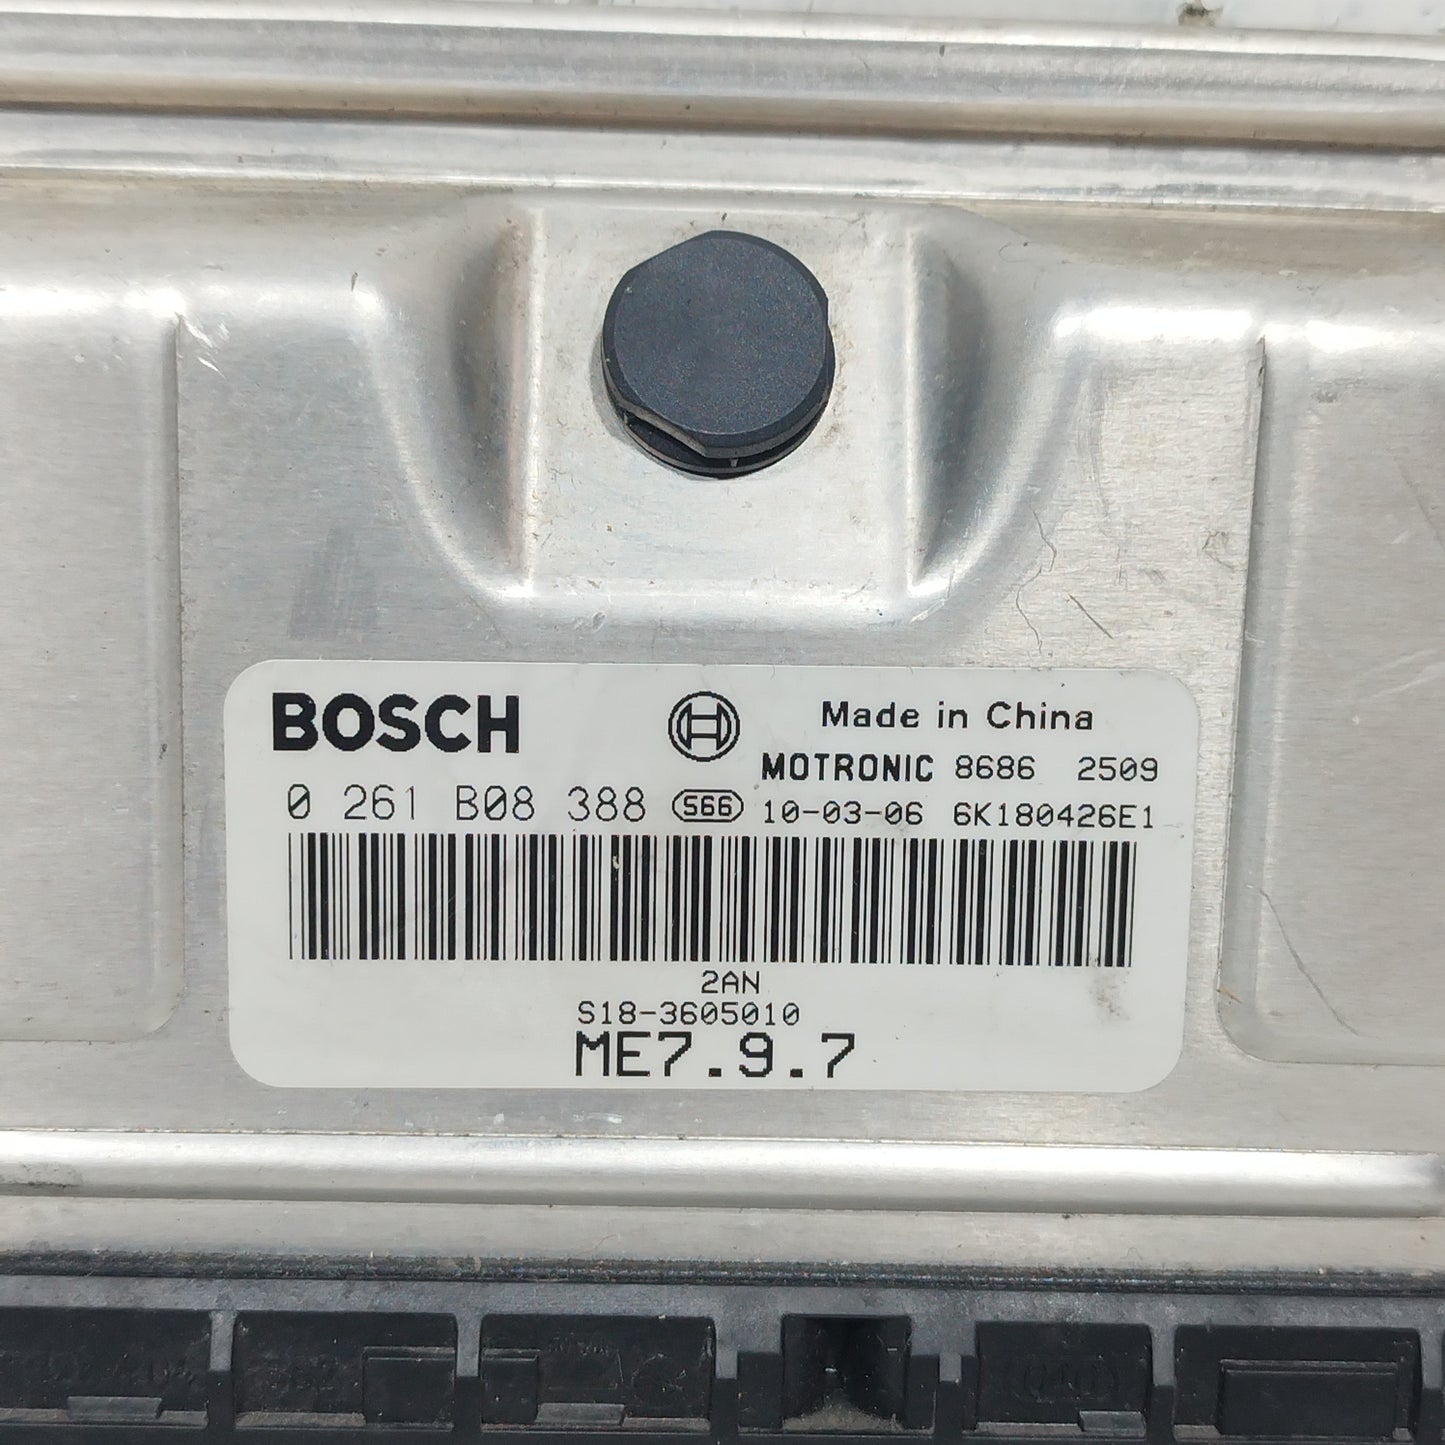 BOSCH
Made in China
MOTRONIC 8686 2509
0 261 B08 388 S66 10-03-06 6K180426E1
2AN
S18-3605010
ME7.9.7